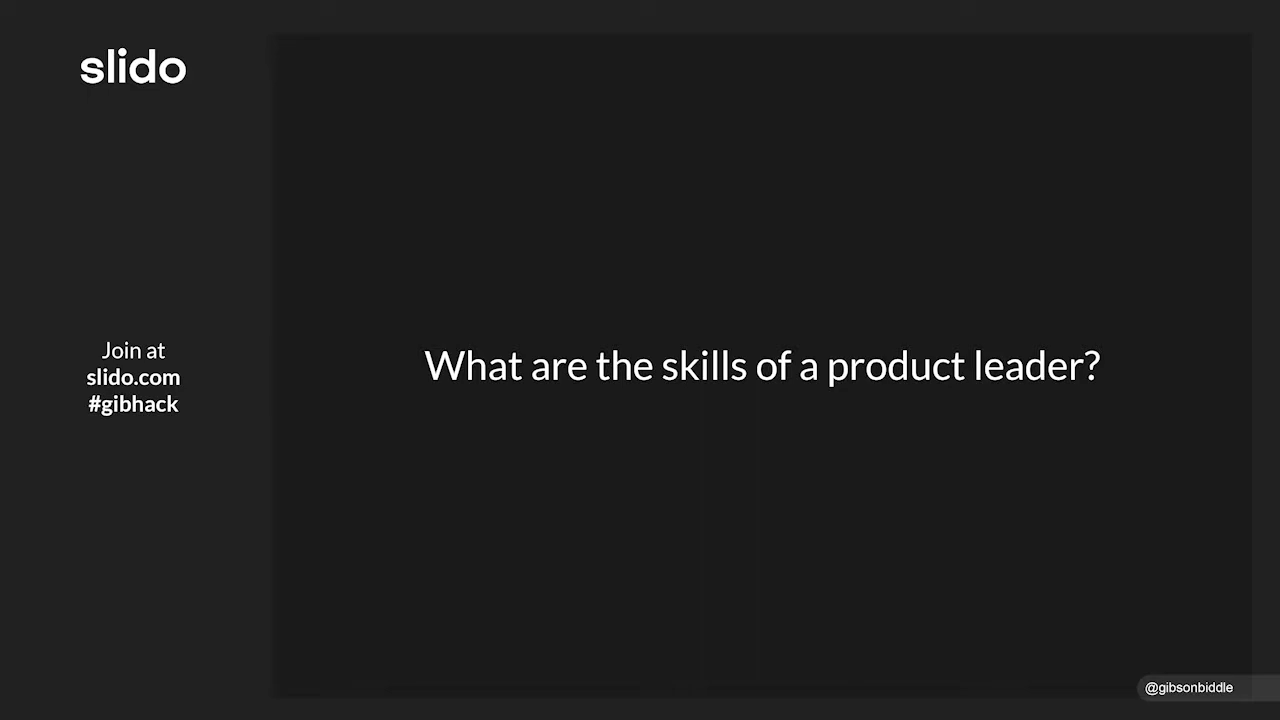 slido
Join at
slido.com
#gibhack
What are the skills of a product leader?
@gibsonbiddle